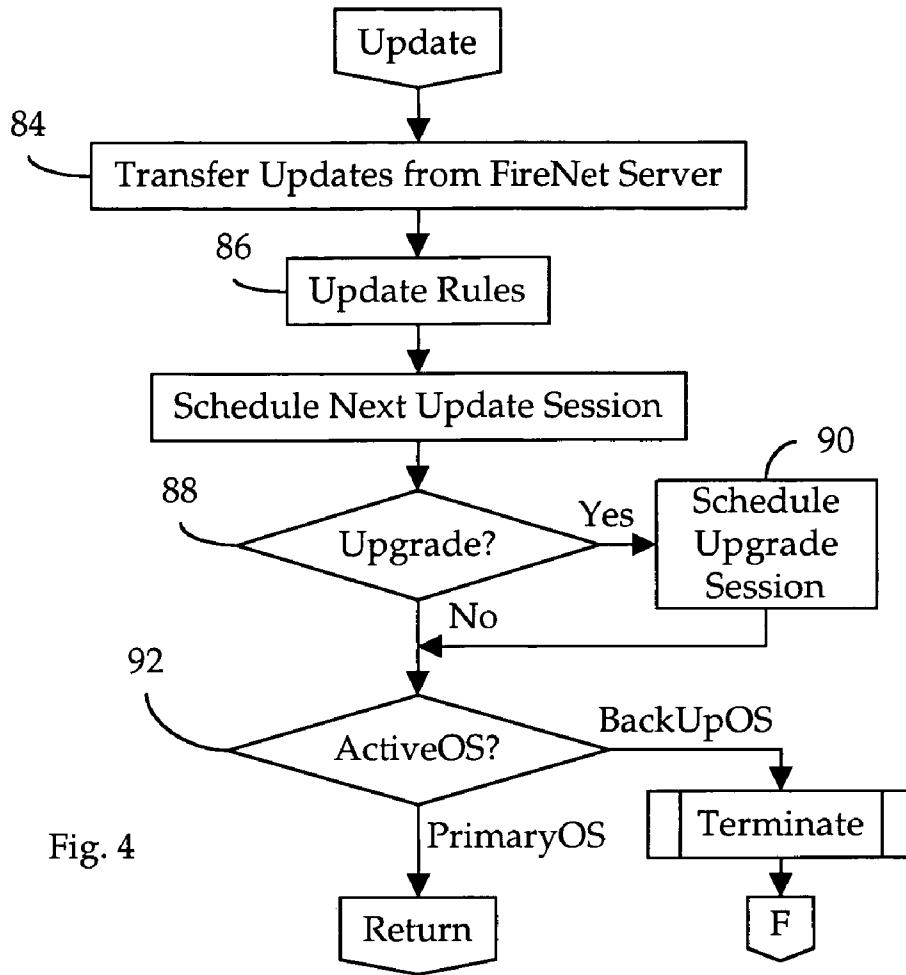 Update
84
Transfer Updates from FireNet Server
86
Update Rules
Schedule Next Update Session
90
88
Upgrade?
Yes
Schedule
Upgrade
Session
No
92
ActiveOS?
BackUpOS
Terminate
PrimaryOS
Fig. 4
Return
F